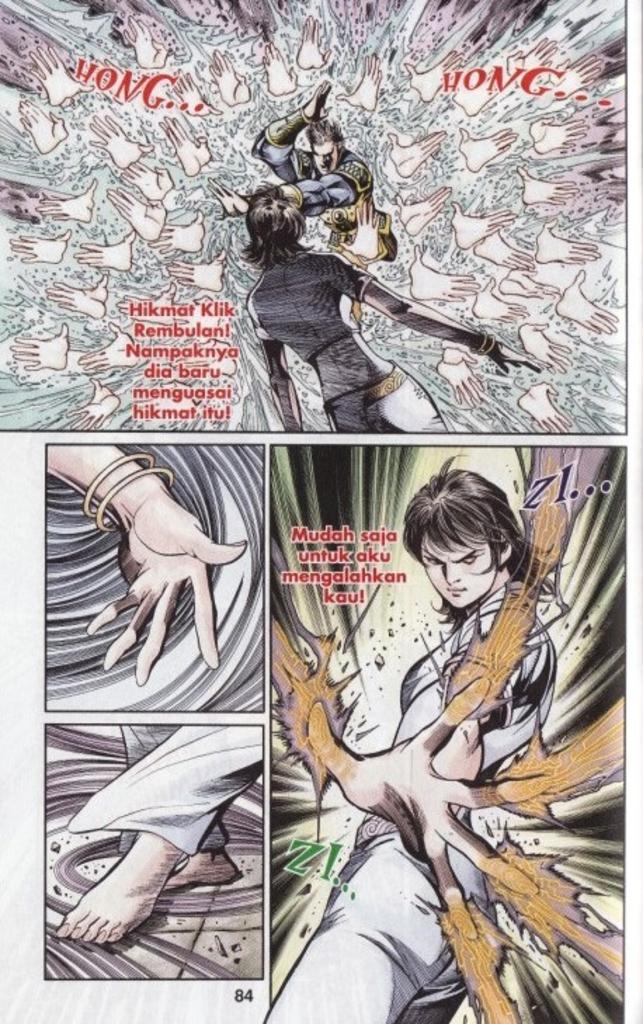 HONG...
HONG...
Hikmat Klik
Rembulan!
Nampaknya
dia baru
menguasai
hikmat itu!
Mudah saja
untuk aku
mengalahkan
kau!
ZI...
ZI...
84